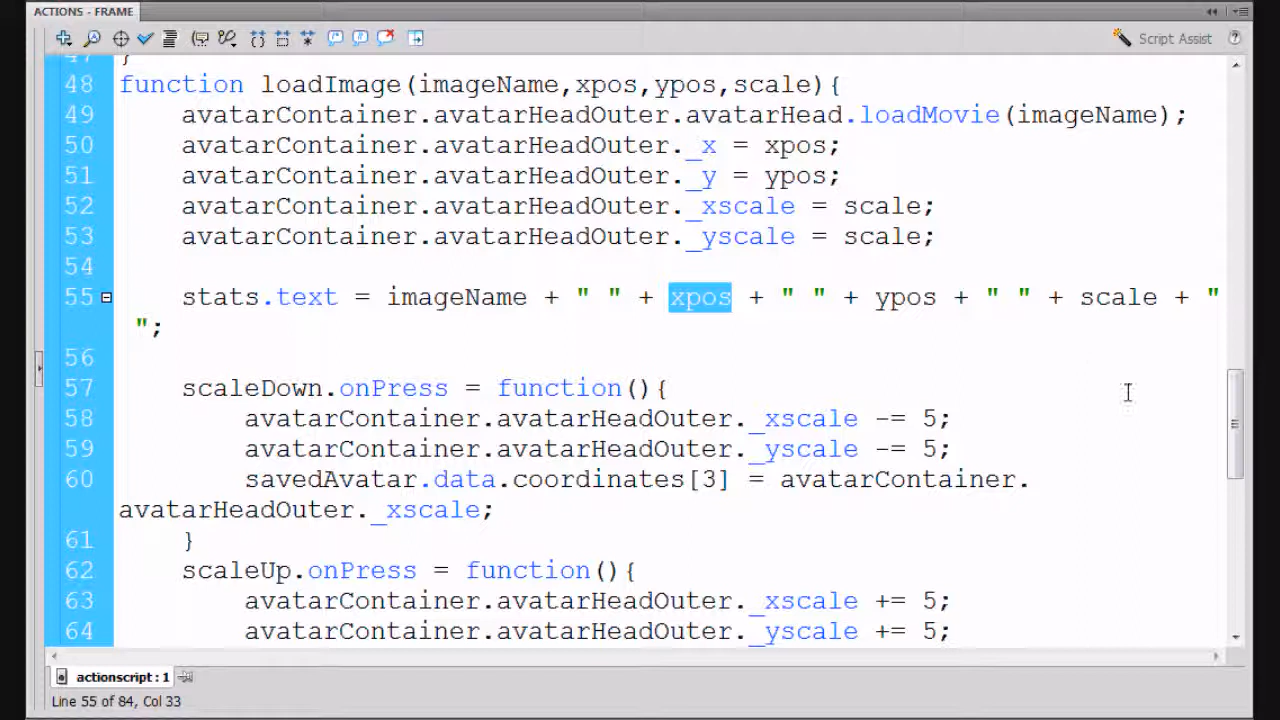 ACTIONS - FRAME
Script Assist
47 }
48 function loadImage(imageName,xpos,ypos,scale){
49 avatarContainer.avatarHeadOuter.avatarHead.loadMovie(imageName);
50 avatarContainer.avatarHeadOuter._x = xpos;
51 avatarContainer.avatarHeadOuter._y = ypos;
52 avatarContainer.avatarHeadOuter._xscale = scale;
53 avatarContainer.avatarHeadOuter._yscale = scale;
54
55 stats.text = imageName + " " + xpos + " " + ypos + " " + scale + "
";
56
57 scaleDown.onPress = function(){
58 avatarContainer.avatarHeadOuter._xscale -= 5;
59 avatarContainer.avatarHeadOuter._yscale -= 5;
60 savedAvatar.data.coordinates[3] = avatarContainer.
avatarHeadOuter._xscale;
61 }
62 scaleUp.onPress = function(){
63 avatarContainer.avatarHeadOuter._xscale += 5;
64 avatarContainer.avatarHeadOuter._yscale += 5;
actionscript : 1
Line 55 of 84, Col 33